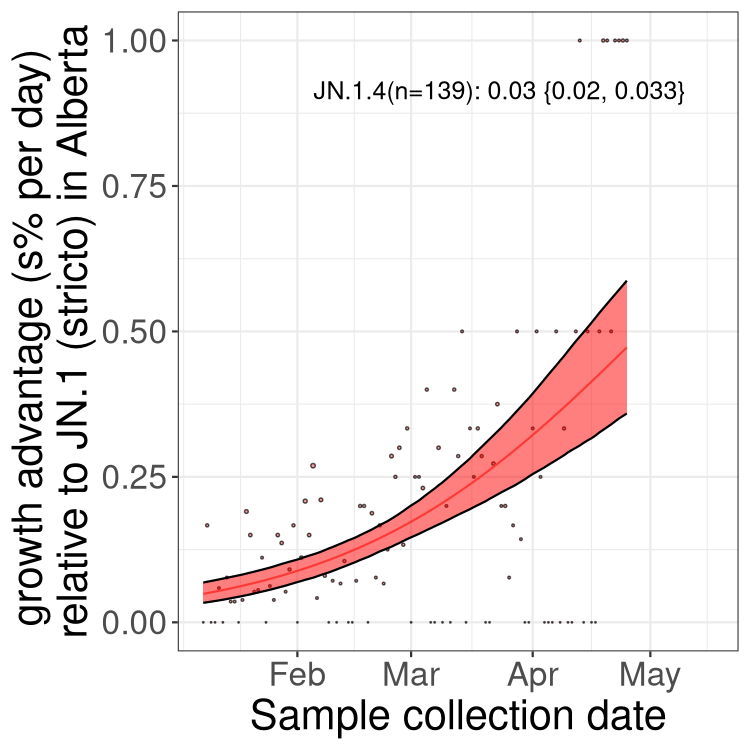 growth advantage (s% per day)
relative to JN.1 (stricto) in Alberta
1.00
0.75
0.50
0.25
0.00
JN.1.4(n=139): 0.03 {0.02, 0.033}
Feb Mar Apr May
Sample collection date